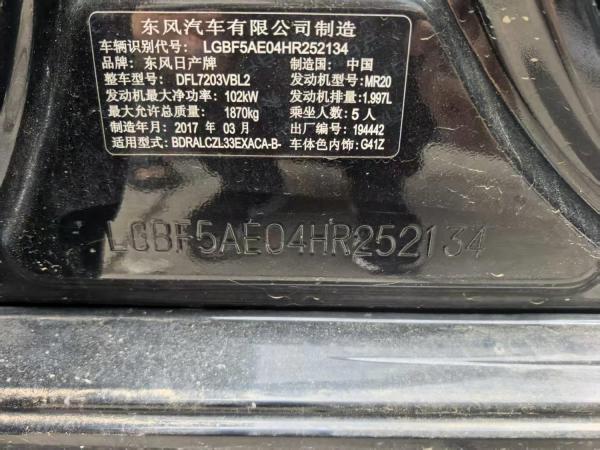 东风汽车有限公司制造
车辆识别代号： LGBF5AE04HR252134
品牌：东风日产牌 制造国：中国
整车型号： DFL7203VBL2 发动机型号：MR20
发动机最大净功率：102kW 发动机排量：1.997L
最大允许总质量： 1870kg 乘坐人数：5人
制造年月：2017 年 03月 出厂编号：194442
适用型式：BDRALCZL33EXACA-B- 车体色内饰：G41Z
LGBF5AE04HR252134